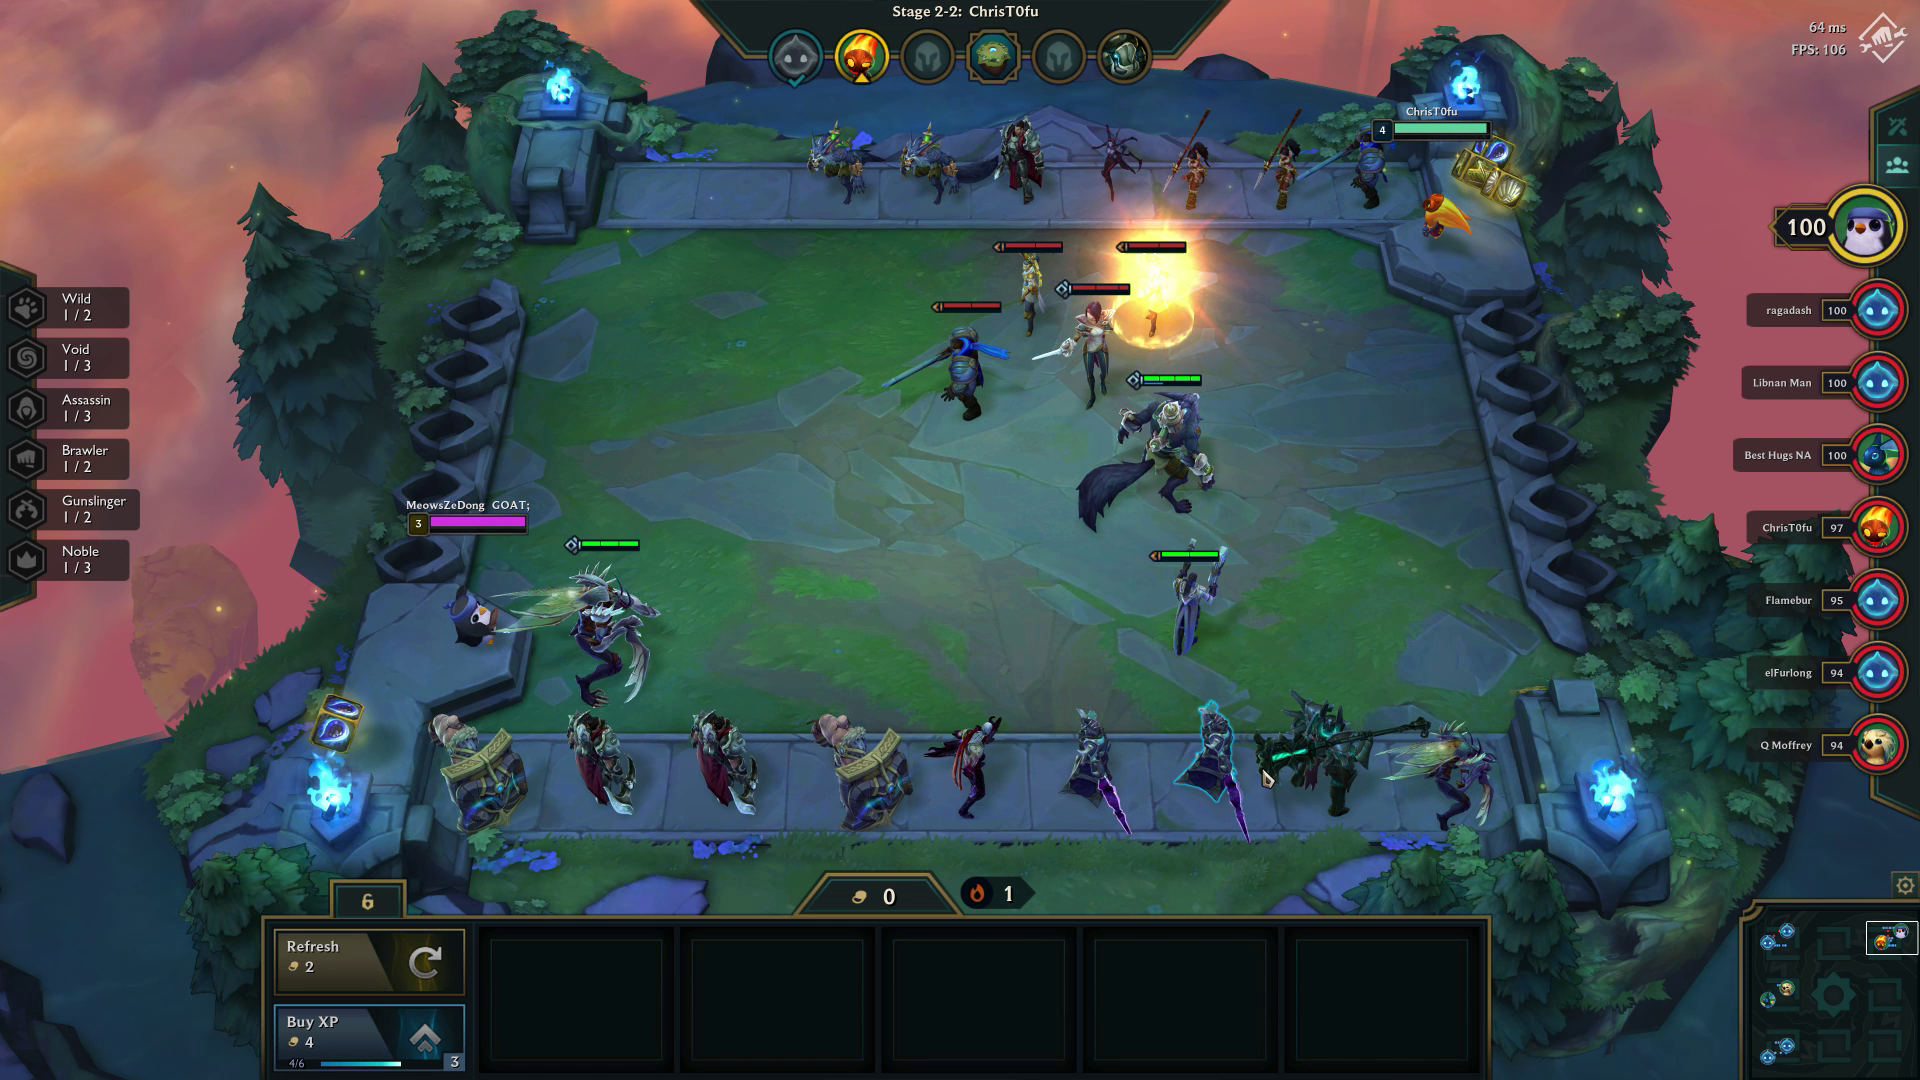 Stage 2-2: ChrisT0fu
64 ms
FPS: 106
ChrisT0fu
4
100
ragadash 100
Libnan Man 100
Best Hugs NA 100
ChrisT0fu 97
Flamebur 95
elFurlong 94
Q Moffrey 94
Wild
1 / 2
Void
1 / 3
Assassin
1 / 3
Brawler
1 / 2
Gunslinger
1 / 2
Noble
1 / 3
MeowsZeDong GOAT;
3
6
0
1
Refresh
2
Buy XP
4
4/6
3